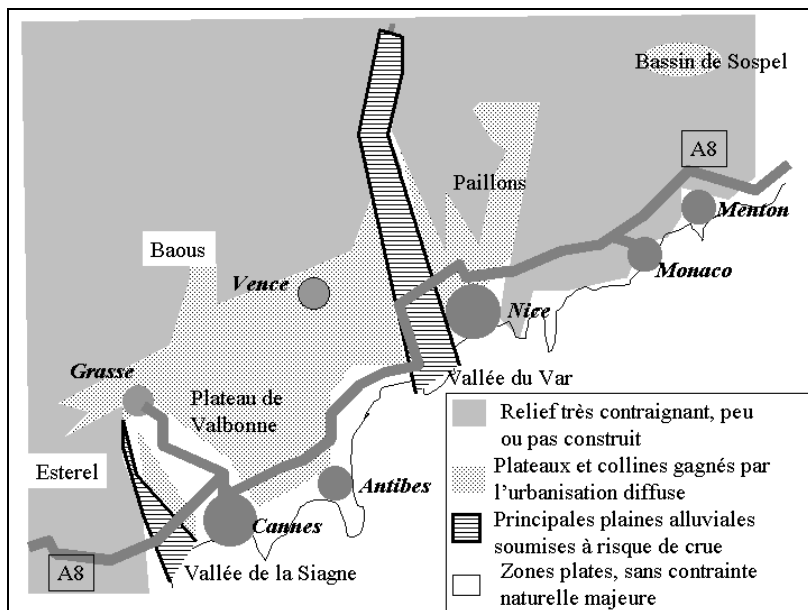 Bassin de Sospel
A8
Paillons
Menton
Baous
Monaco
Vence
Nice
Grasse
Vallée du Var
Plateau de
Valbonne
Esterel
Antibes
Cannes
A8
Vallée de la Siagne
Relief très contraignant, peu
ou pas construit
Plateaux et collines gagnés par
l'urbanisation diffuse
Principales plaines alluviales
soumises à risque de crue
Zones plates, sans contrainte
naturelle majeure